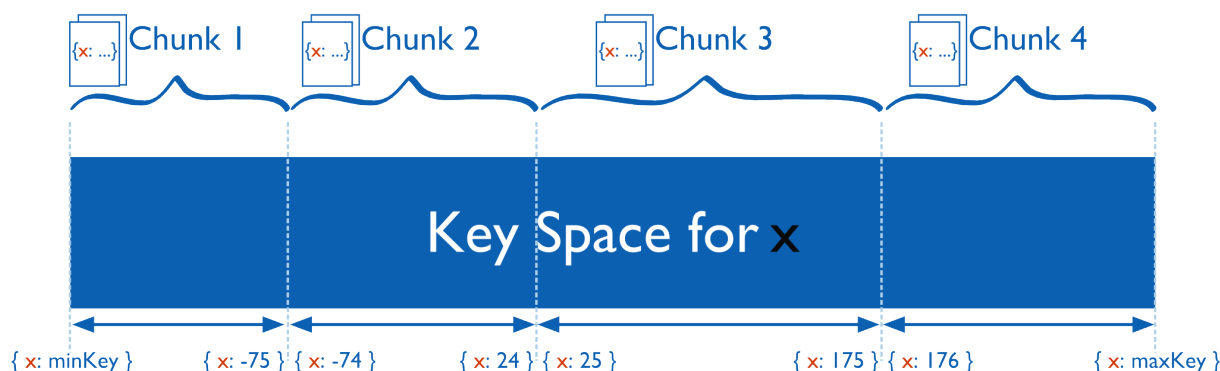 Chunk 1 Chunk 2 Chunk 3 Chunk 4
{x: ...} {x: ...} {x: ...} {x: ...}
Key Space for x
{ x: minKey } { x: -75 } { x: -74 } { x: 24 } { x: 25 } { x: 175 } { x: 176 } { x: maxKey }